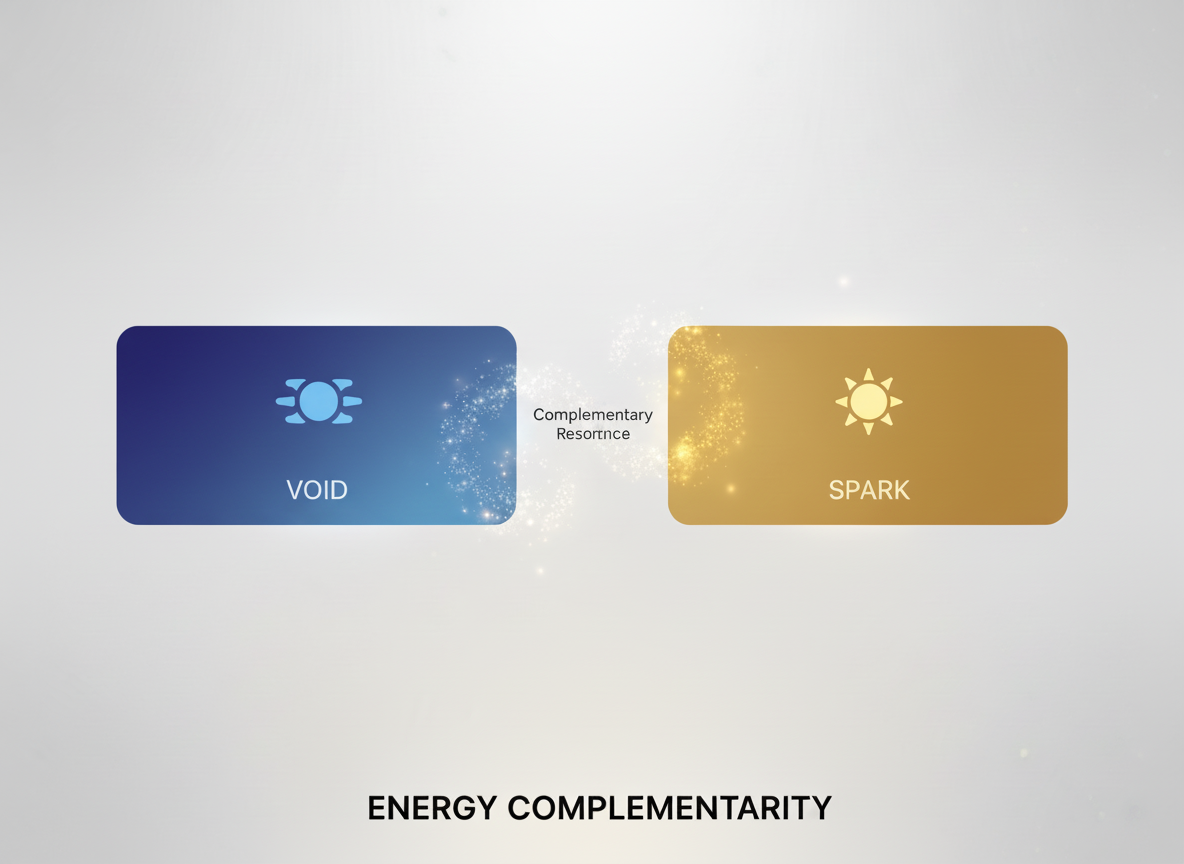 Complementary
Resortnce
VOID
SPARK
ENERGY COMPLEMENTARITY